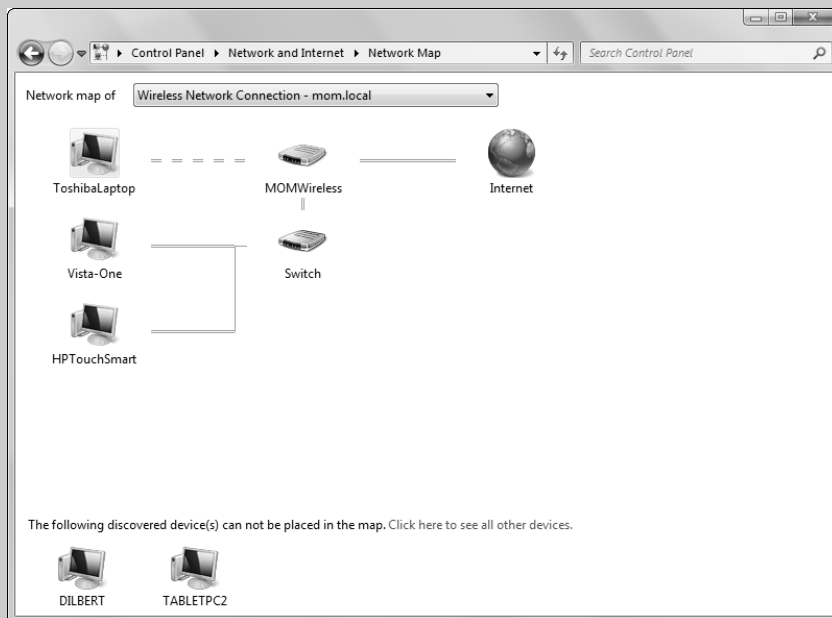 Control Panel Network and Internet Network Map
Search Control Panel
Network map of
Wireless Network Connection - mom.local
ToshibaLaptop
MOMWireless
Internet
Vista-One
Switch
HPTouchSmart
The following discovered device(s) can not be placed in the map. Click here to see all other devices.
DILBERT
TABLETPC2